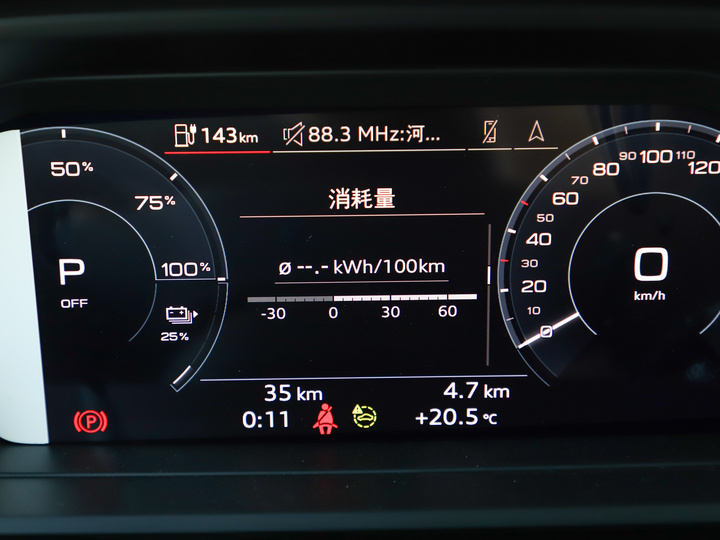 143 km
88.3 MHz:河...
50%
75%
100%
P
OFF
25%
消耗量
ø --.- kWh/100km
-30 0 30 60
35 km
4.7 km
0:11
+20.5 °C
(P)
0
10
20
30
40
50
60
70
80
90
100
110
120
0
km/h